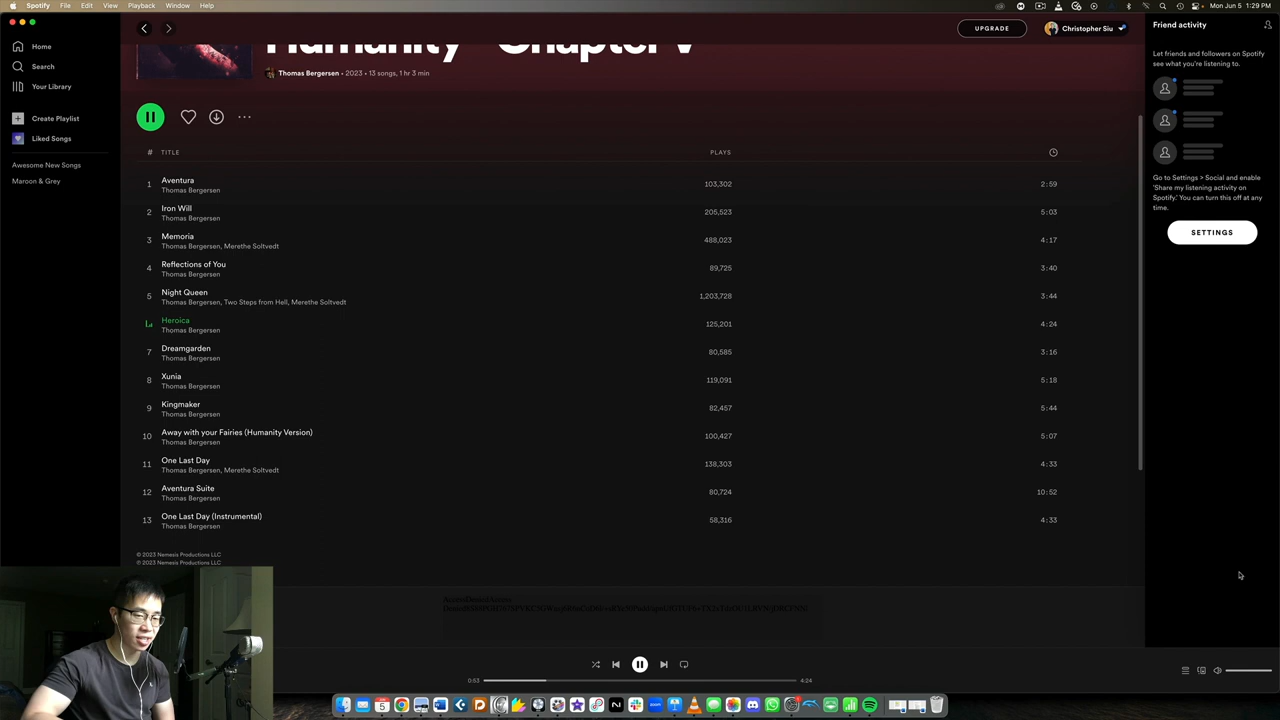 Spotify File Edit View Playback Window Help
Mon Jun 5 1:29 PM
Home
Search
Your Library
Create Playlist
Liked Songs
Awesome New Songs
Maroon & Grey
UPGRADE
Christopher Siu
Humanity - Chapter V
Thomas Bergersen • 2023 • 13 songs, 1 hr 3 min
# TITLE PLAYS
1 Aventura 103,302 2:59
Thomas Bergersen
2 Iron Will 205,523 5:03
Thomas Bergersen
3 Memoria 488,023 4:17
Thomas Bergersen, Merethe Soltvedt
4 Reflections of You 89,725 3:40
Thomas Bergersen
5 Night Queen 1,203,728 3:44
Thomas Bergersen, Two Steps from Hell, Merethe Soltvedt
Heroica 125,201 4:24
Thomas Bergersen
7 Dreamgarden 80,585 3:16
Thomas Bergersen
8 Xunia 119,091 5:18
Thomas Bergersen
9 Kingmaker 82,457 5:44
Thomas Bergersen
10 Away with your Fairies (Humanity Version) 100,427 5:07
Thomas Bergersen
11 One Last Day 138,303 4:33
Thomas Bergersen, Merethe Soltvedt
12 Aventura Suite 80,724 10:52
Thomas Bergersen
13 One Last Day (Instrumental) 58,316 4:33
Thomas Bergersen
© 2023 Nemesis Productions LLC
℗ 2023 Nemesis Productions LLC
0:53 4:24
Friend activity
Let friends and followers on Spotify
see what you're listening to.
Go to Settings > Social and enable
'Share my listening activity on
Spotify.' You can turn this off at any
time.
SETTINGS